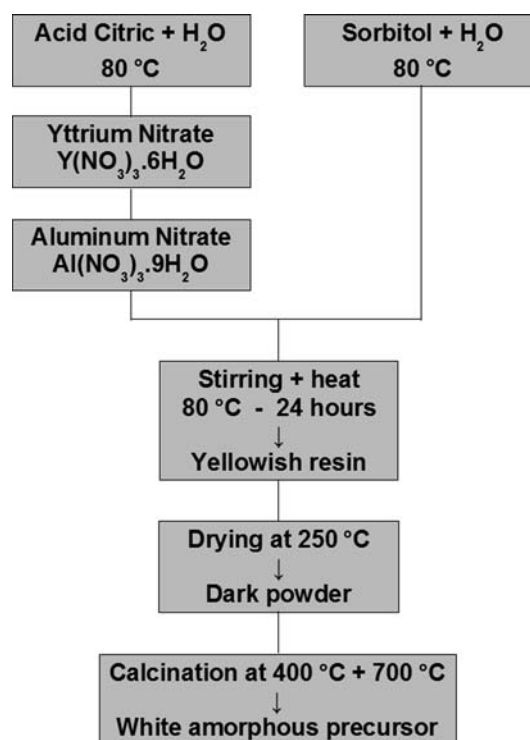 Acid Citric + H₂O
80 °C
Sorbitol + H₂O
80 °C
Yttrium Nitrate
Y(NO₃)₃.6H₂O
Aluminum Nitrate
Al(NO₃)₃.9H₂O
Stirring + heat
80 °C - 24 hours
↓
Yellowish resin
Drying at 250 °C
↓
Dark powder
Calcination at 400 °C + 700 °C
↓
White amorphous precursor